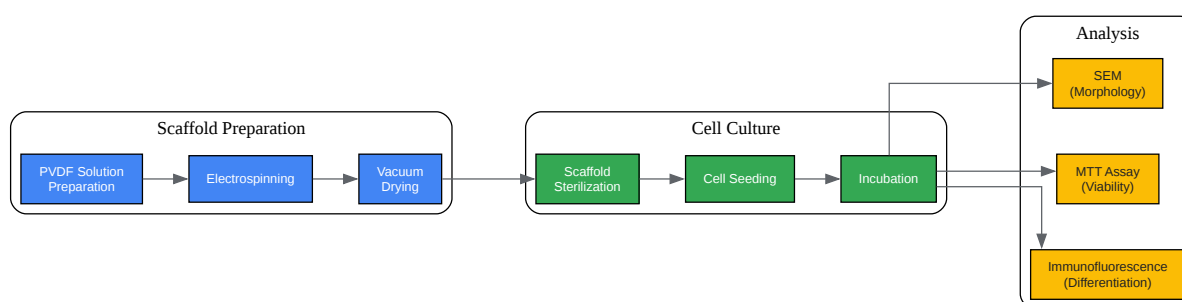 Scaffold Preparation
PVDF Solution
Preparation
Electrospinning
Vacuum
Drying
Cell Culture
Scaffold
Sterilization
Cell Seeding
Incubation
Analysis
SEM
(Morphology)
MTT Assay
(Viability)
Immunofluorescence
(Differentiation)